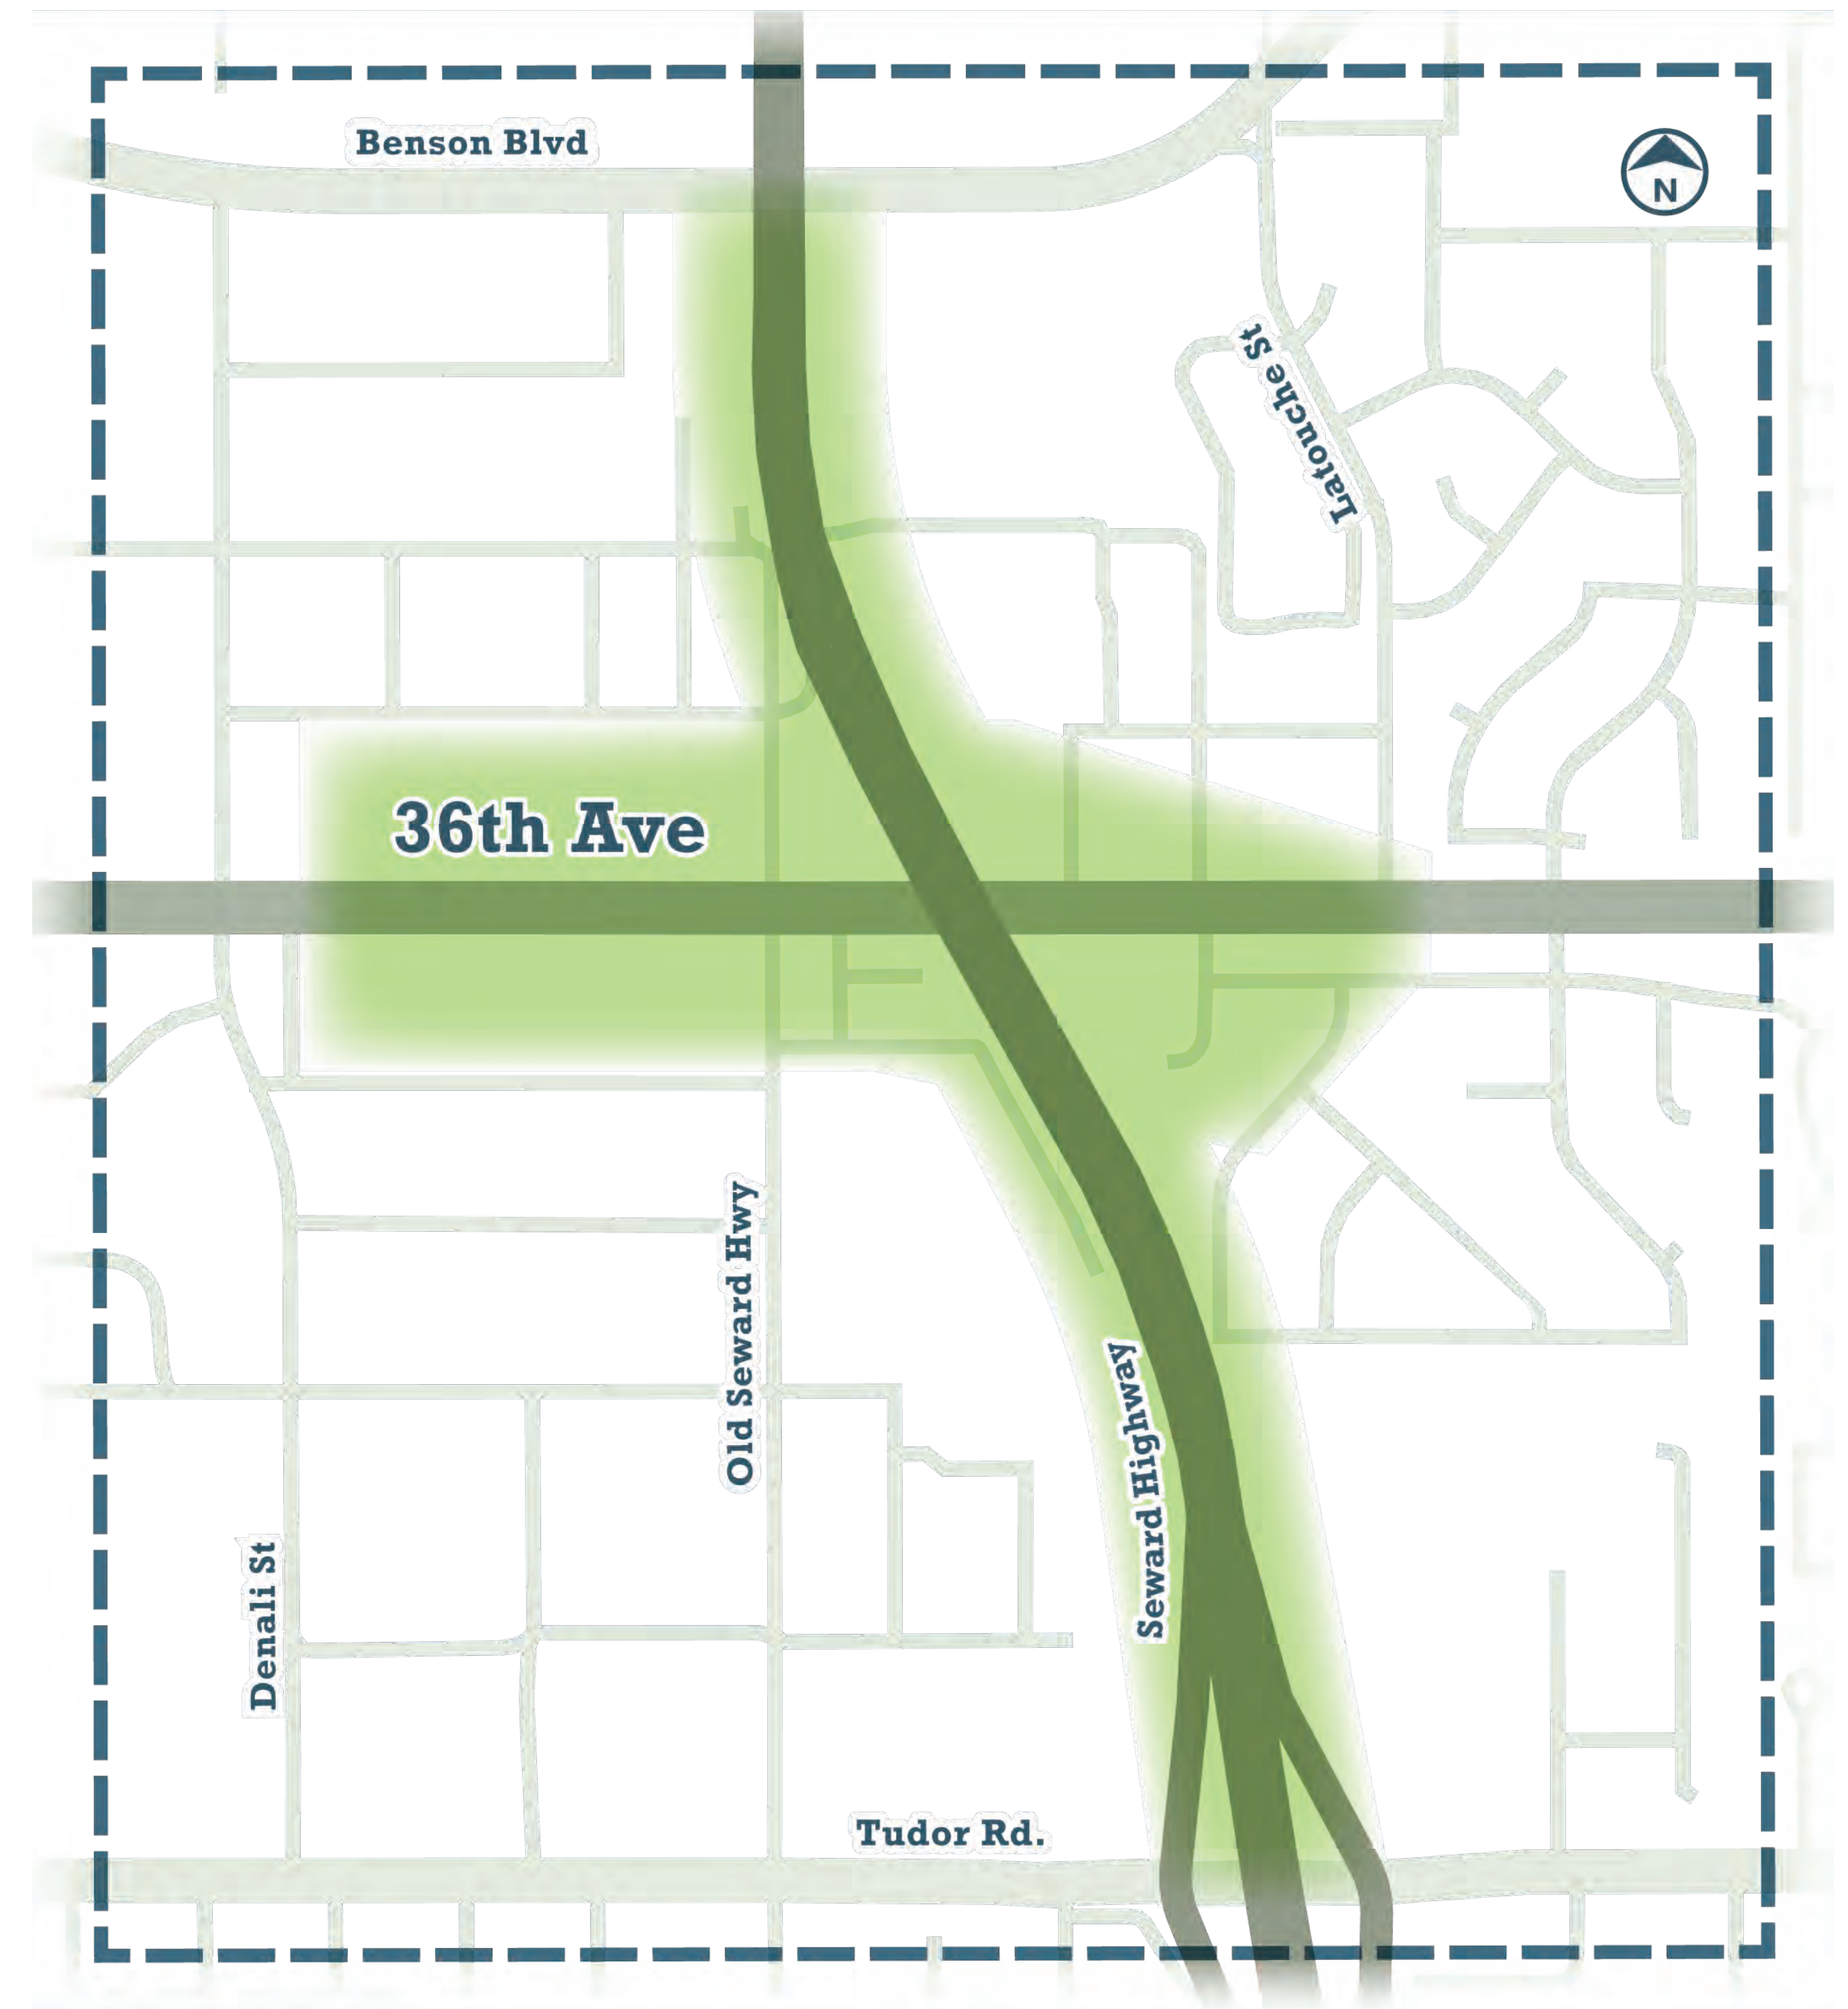 Benson Blvd
N
Latouche St
36th Ave
Old Seward Hwy
Seward Highway
Denali St
Tudor Rd.